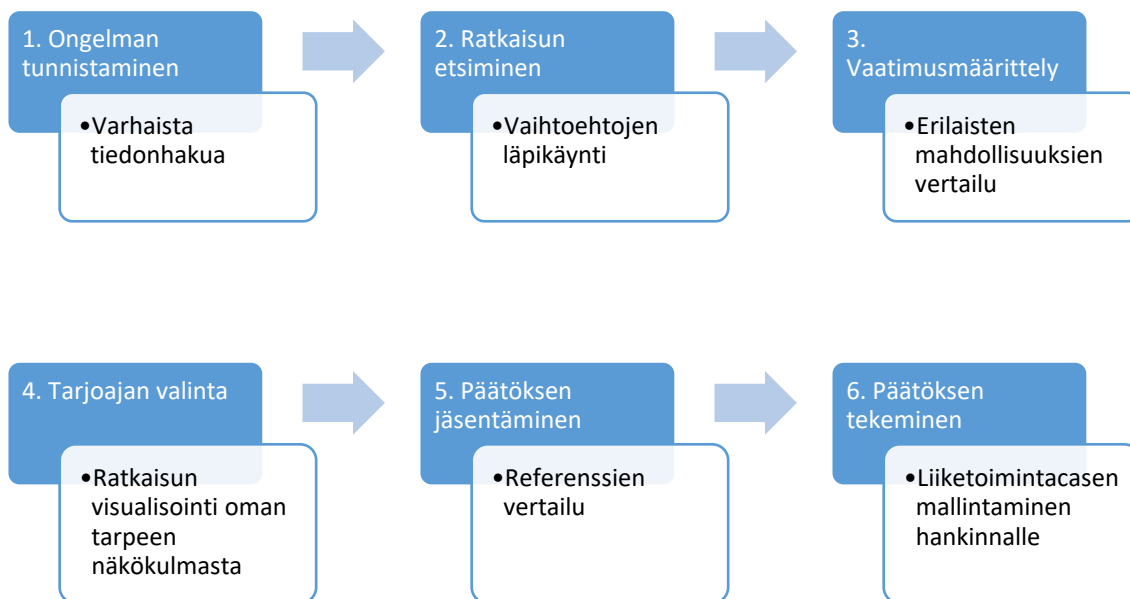 1. Ongelman
tunnistaminen
•Varhaista
tiedonhakua
2. Ratkaisun
etsiminen
•Vaihtoehtojen
läpikäynti
3.
Vaatimusmäärittely
•Erilaisten
mahdollisuuksien
vertailu
4. Tarjoajan valinta
•Ratkaisun
visualisointi oman
tarpeen
näkökulmasta
5. Päätöksen
jäsentäminen
•Referenssien
vertailu
6. Päätöksen
tekeminen
•Liiketoimintacasen
mallintaminen
hankinnalle